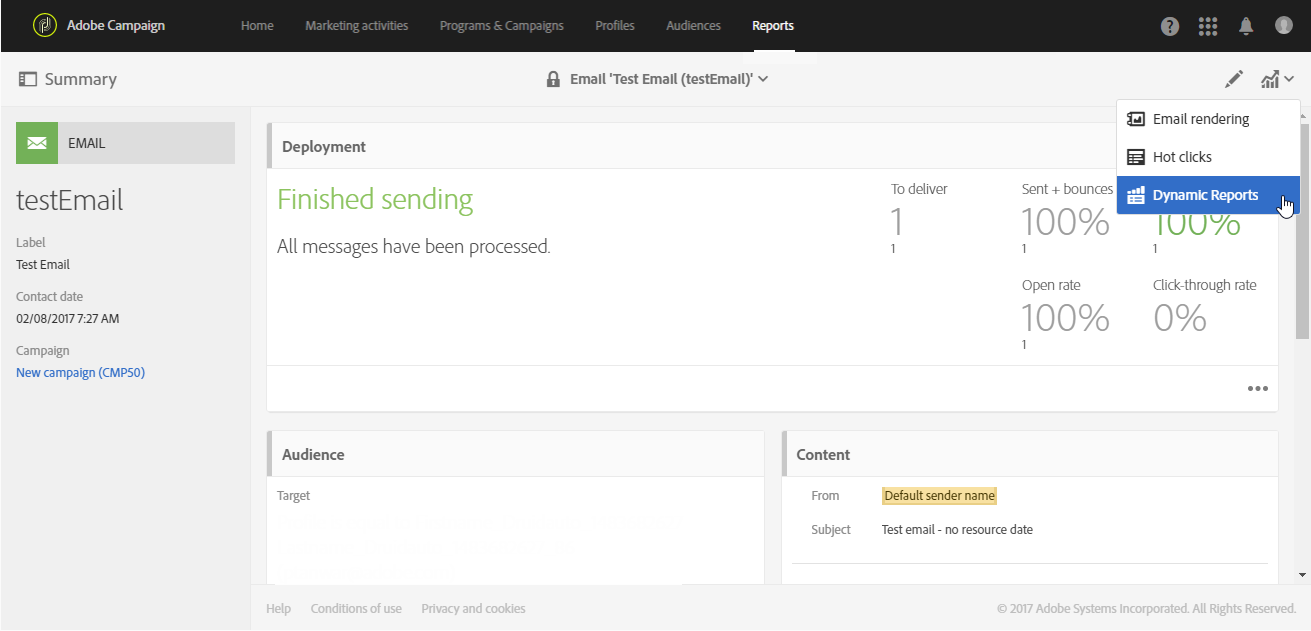 Adobe Campaign
Home
Marketing activities
Programs & Campaigns
Profiles
Audiences
Reports
Summary
Email 'Test Email (testEmail)'
Email rendering
Hot clicks
Dynamic Reports
EMAIL
testEmail
Label
Test Email
Contact date
02/08/2017 7:27 AM
Campaign
New campaign (CMP50)
Deployment
Finished sending
All messages have been processed.
To deliver
1
1
Sent + bounces
100%
1
100%
1
Open rate
100%
1
Click-through rate
0%
Audience
Target
Content
From
Default sender name
Subject
Test email - no resource date
Help
Conditions of use
Privacy and cookies
© 2017 Adobe Systems Incorporated. All Rights Reserved.